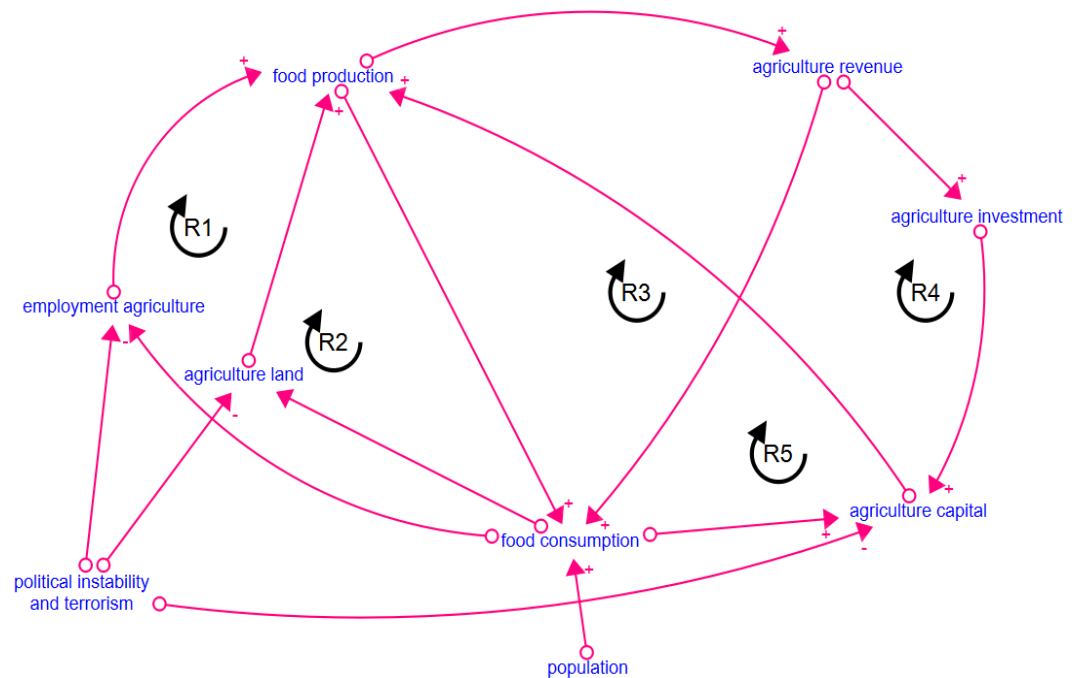 +
+
agriculture revenue
food production
+
+
+
agriculture investment
R1
R3
R4
employment agriculture
-
R2
agriculture land
-
R5
+
+
+
agriculture capital
food consumption
+
-
+
political instability
and terrorism
population